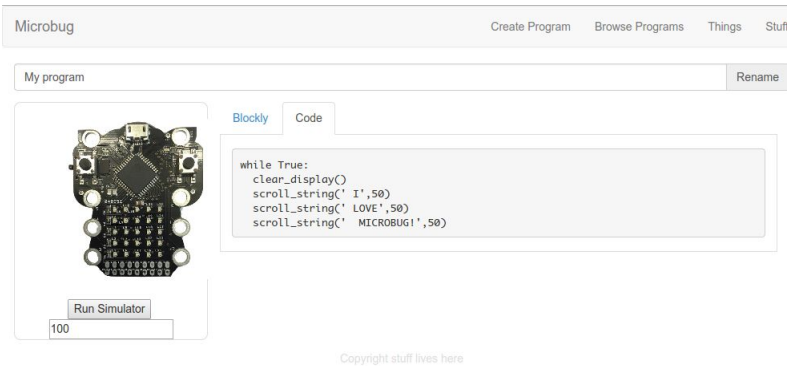 Microbug Create Program Browse Programs Things Stuff
My program Rename
Blockly Code
while True:
  clear_display()
  scroll_string(' I',50)
  scroll_string(' LOVE',50)
  scroll_string('  MICROBUG!',50)
Run Simulator
100
Copyright stuff lives here